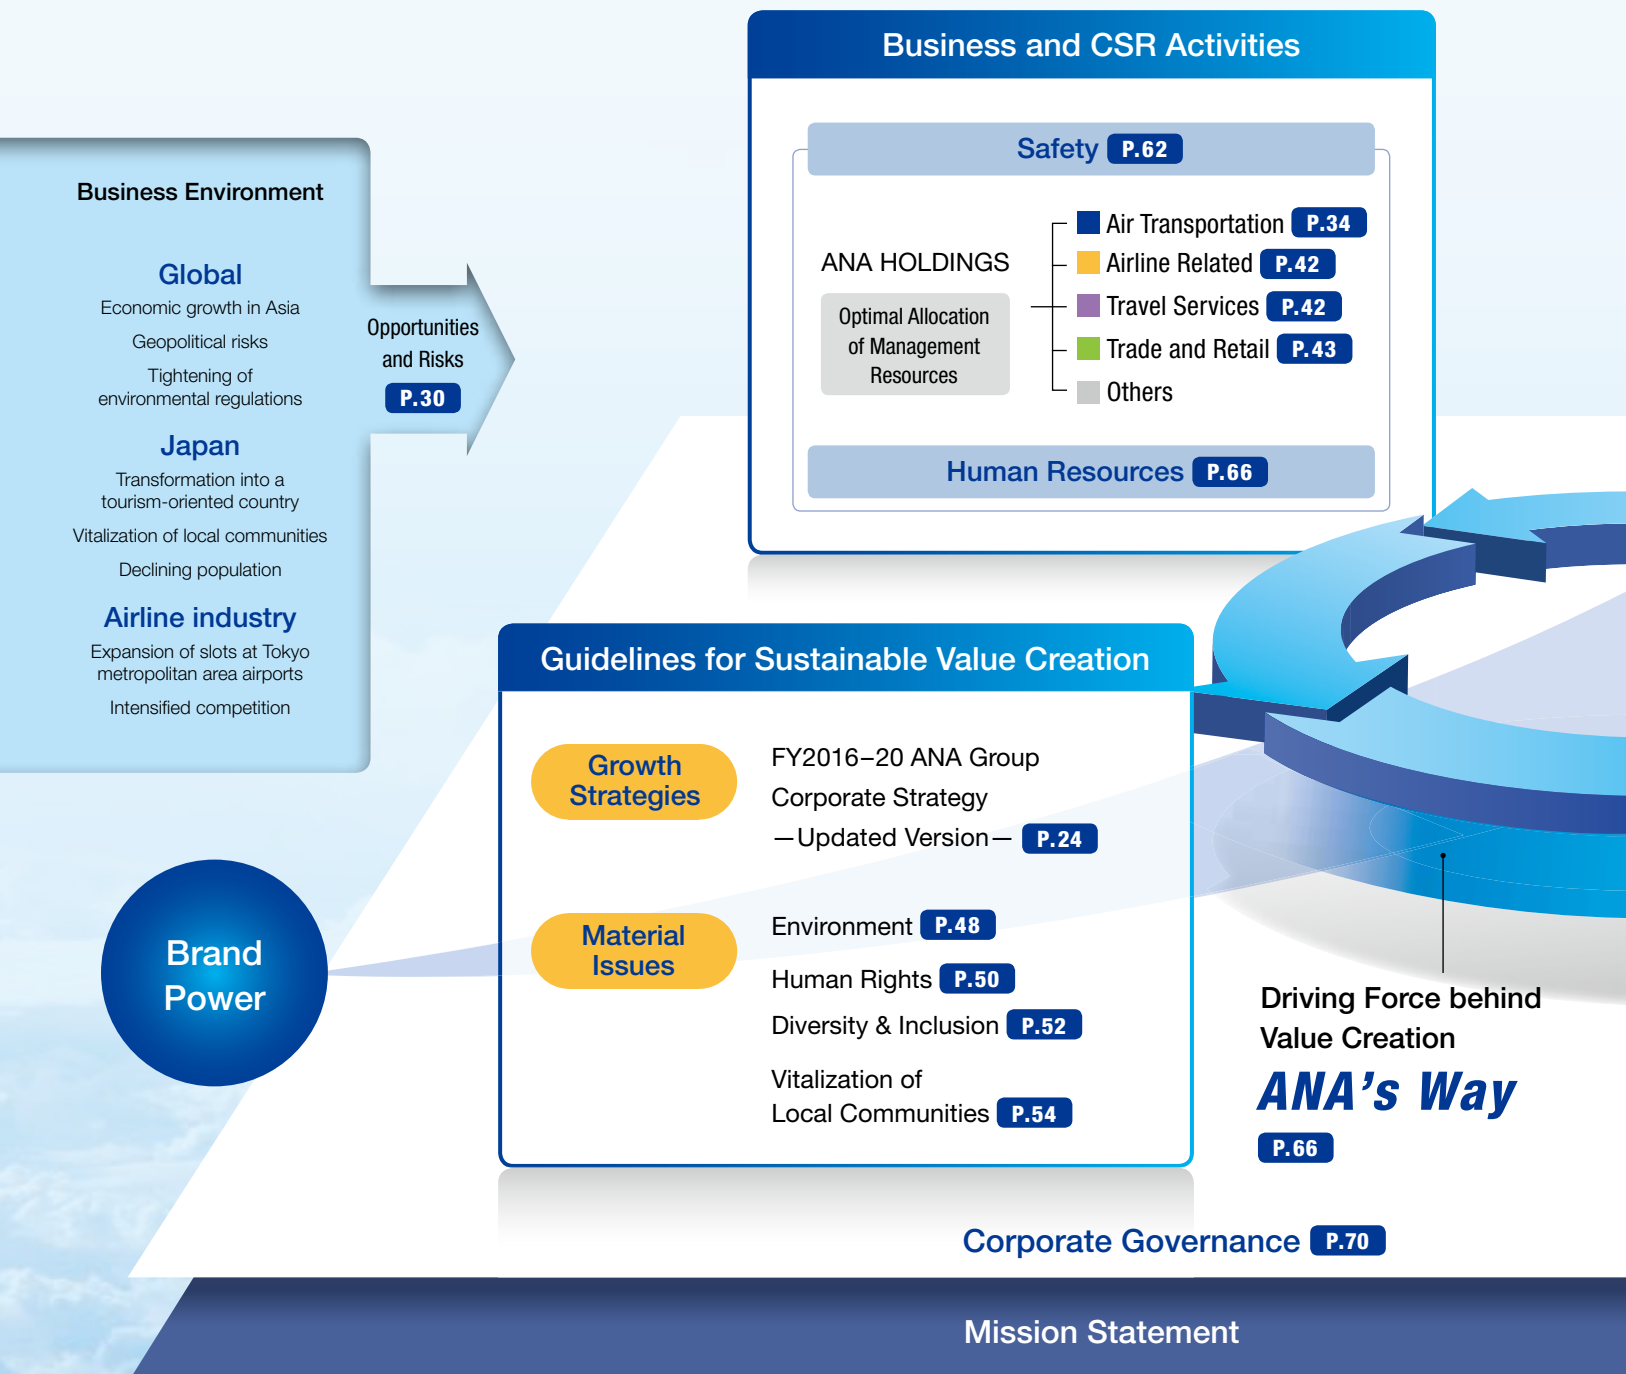 Business Environment
Global
Economic growth in Asia
Geopolitical risks
Tightening of
environmental regulations
Japan
Transformation into a
tourism-oriented country
Vitalization of local communities
Declining population
Airline industry
Expansion of slots at Tokyo
metropolitan area airports
Intensified competition
Opportunities
and Risks
P.30
Business and CSR Activities
Safety P.62
ANA HOLDINGS
Optimal Allocation
of Management
Resources
Air Transportation P.34
Airline Related P.42
Travel Services P.42
Trade and Retail P.43
Others
Human Resources P.66
Guidelines for Sustainable Value Creation
Growth
Strategies
FY2016–20 ANA Group
Corporate Strategy
—Updated Version— P.24
Material
Issues
Environment P.48
Human Rights P.50
Diversity & Inclusion P.52
Vitalization of
Local Communities P.54
Brand
Power
Driving Force behind
Value Creation
ANA's Way
P.66
Corporate Governance P.70
Mission Statement